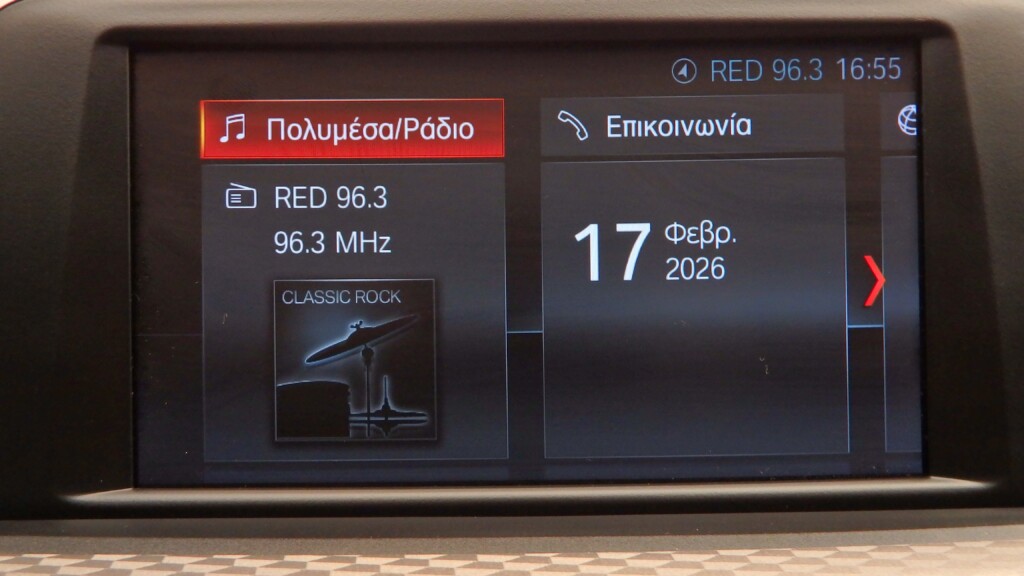 RED 96.3 16:55
Πολυμέσα/Ράδιο
Επικοινωνία
RED 96.3
96.3 MHz
CLASSIC ROCK
17 Φεβρ.
2026